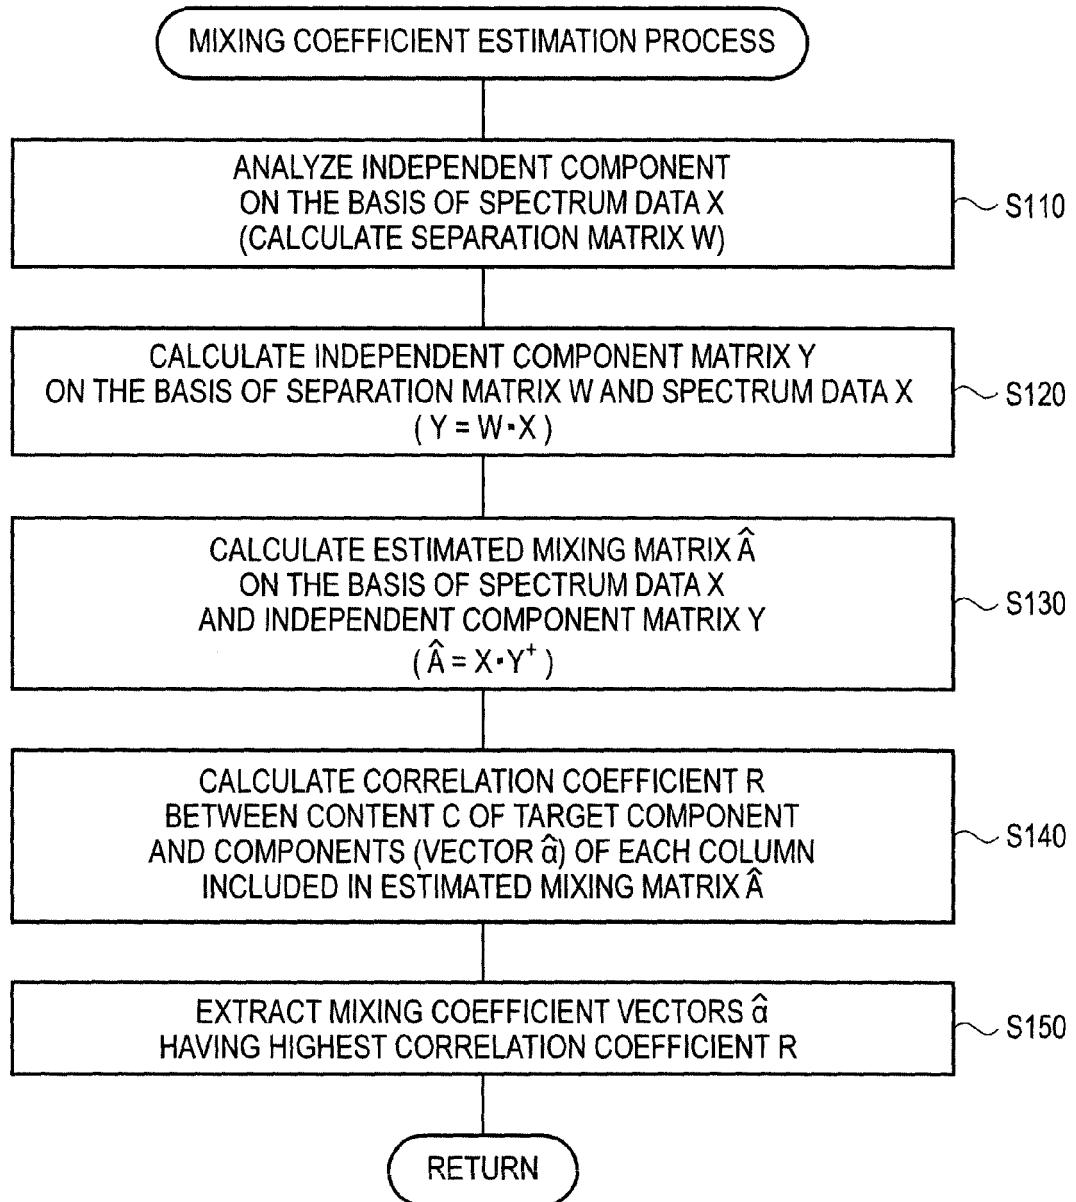 MIXING COEFFICIENT ESTIMATION PROCESS
ANALYZE INDEPENDENT COMPONENT
ON THE BASIS OF SPECTRUM DATA X
(CALCULATE SEPARATION MATRIX W)
S110
CALCULATE INDEPENDENT COMPONENT MATRIX Y
ON THE BASIS OF SEPARATION MATRIX W AND SPECTRUM DATA X
( Y = W▪X )
S120
CALCULATE ESTIMATED MIXING MATRIX Â
ON THE BASIS OF SPECTRUM DATA X
AND INDEPENDENT COMPONENT MATRIX Y
( Â = X▪Y⁺ )
S130
CALCULATE CORRELATION COEFFICIENT R
BETWEEN CONTENT C OF TARGET COMPONENT
AND COMPONENTS (VECTOR α̂) OF EACH COLUMN
INCLUDED IN ESTIMATED MIXING MATRIX Â
S140
EXTRACT MIXING COEFFICIENT VECTORS α̂
HAVING HIGHEST CORRELATION COEFFICIENT R
S150
RETURN